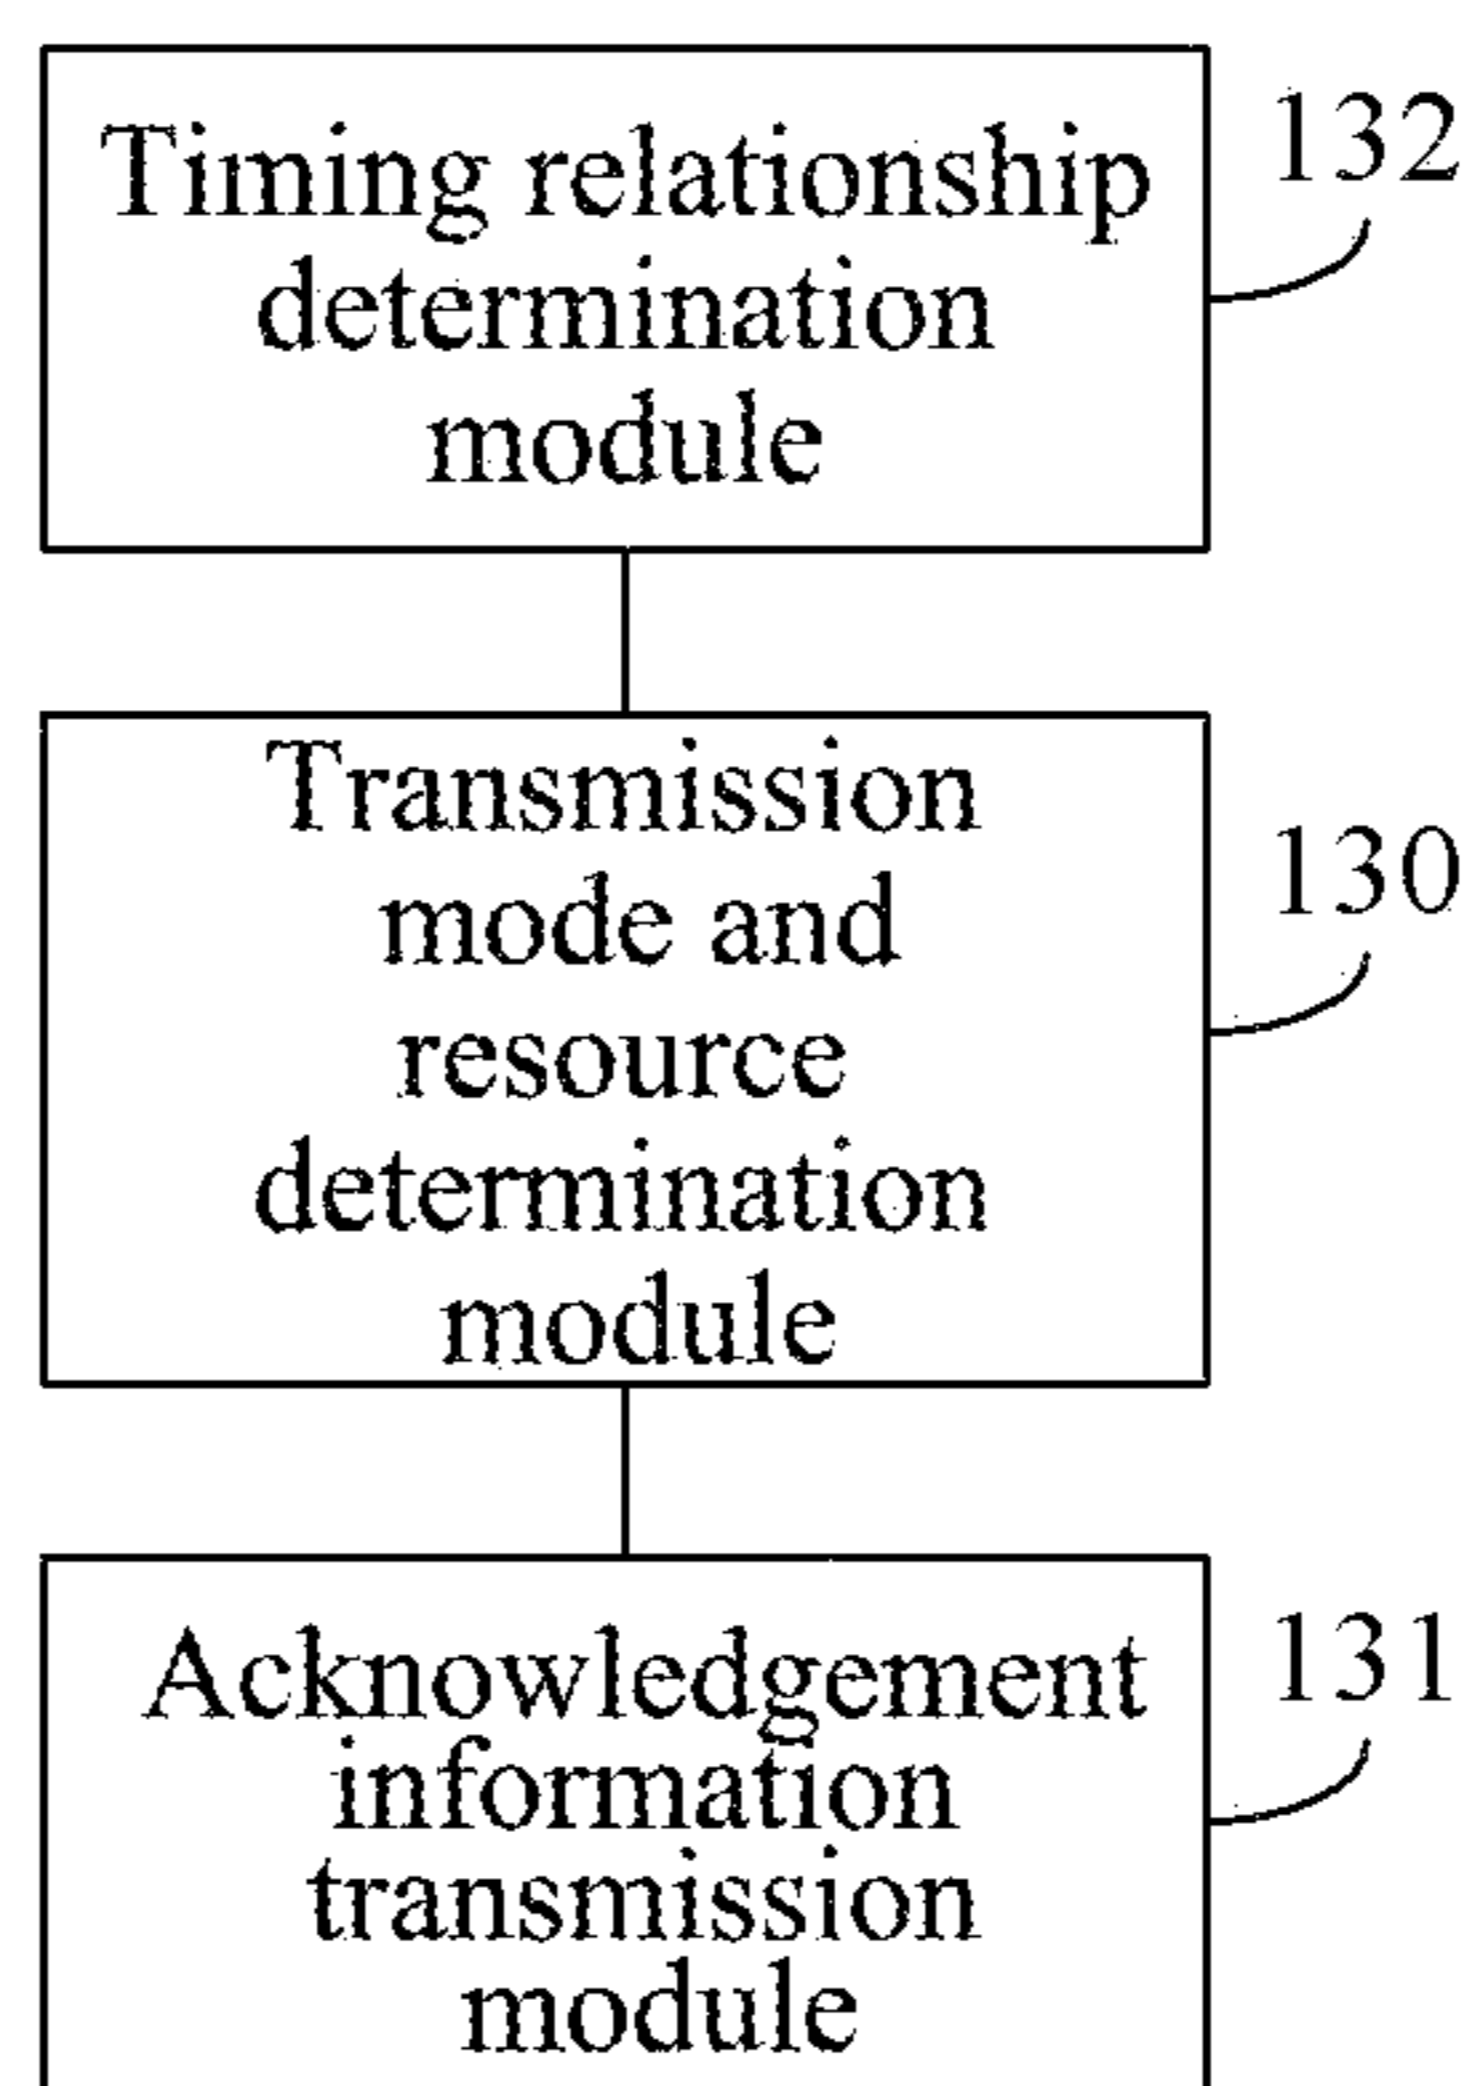 Timing relationship
determination
module
132
Transmission
mode and
resource
determination
module
130
Acknowledgement
information
transmission
module
131